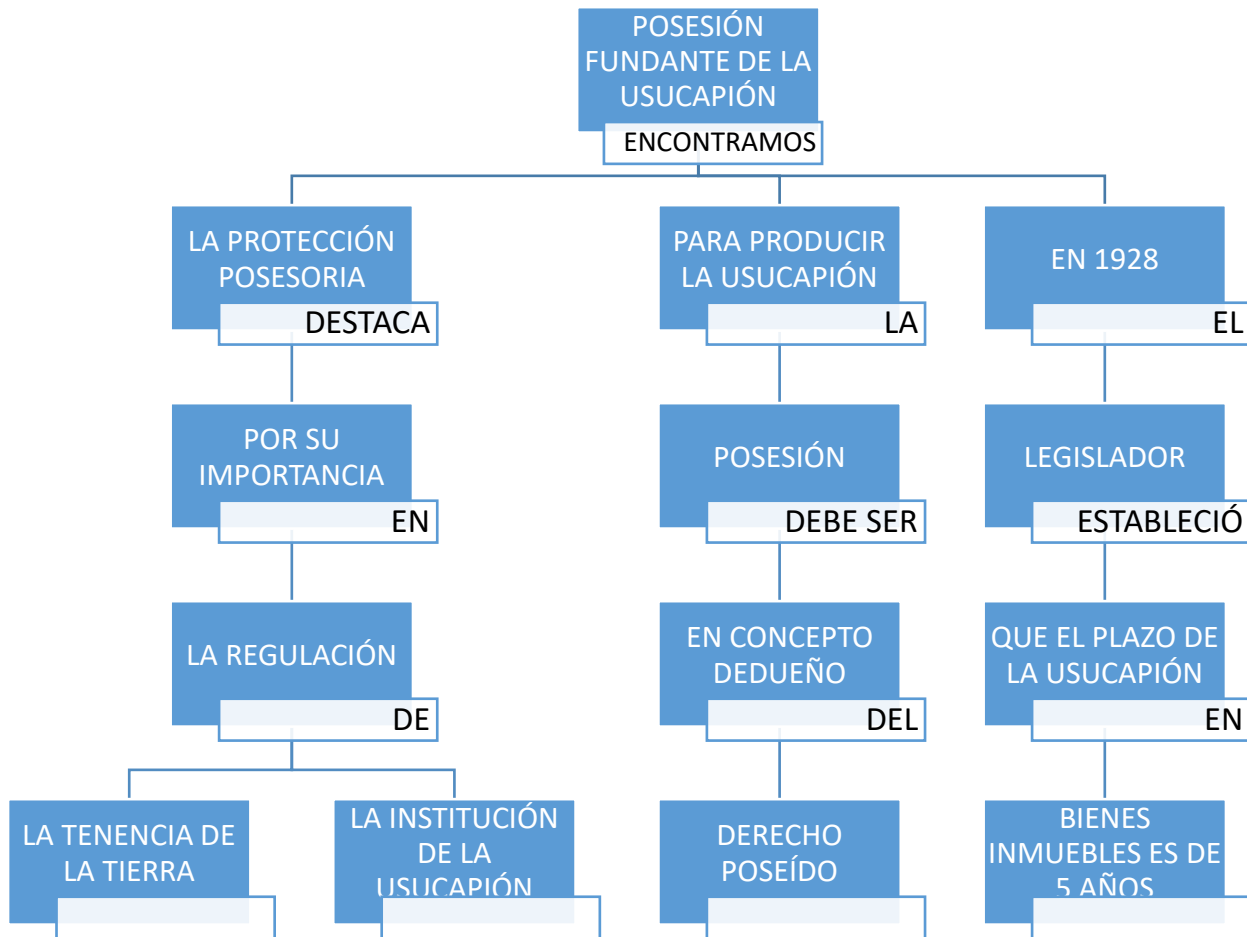 POSESIÓN
FUNDANTE DE LA
USUCAPIÓN
ENCONTRAMOS
LA PROTECCIÓN
POSESORIA
DESTACA
POR SU
IMPORTANCIA
EN
LA REGULACIÓN
DE
LA TENENCIA DE
LA TIERRA
LA INSTITUCIÓN
DE LA
USUCAPIÓN
PARA PRODUCIR
LA USUCAPIÓN
LA
POSESIÓN
DEBE SER
EN CONCEPTO
DEDUEÑO
DEL
DERECHO
POSEÍDO
EN 1928
EL
LEGISLADOR
ESTABLECIÓ
QUE EL PLAZO DE
LA USUCAPIÓN
EN
BIENES
INMUEBLES ES DE
5 AÑOS